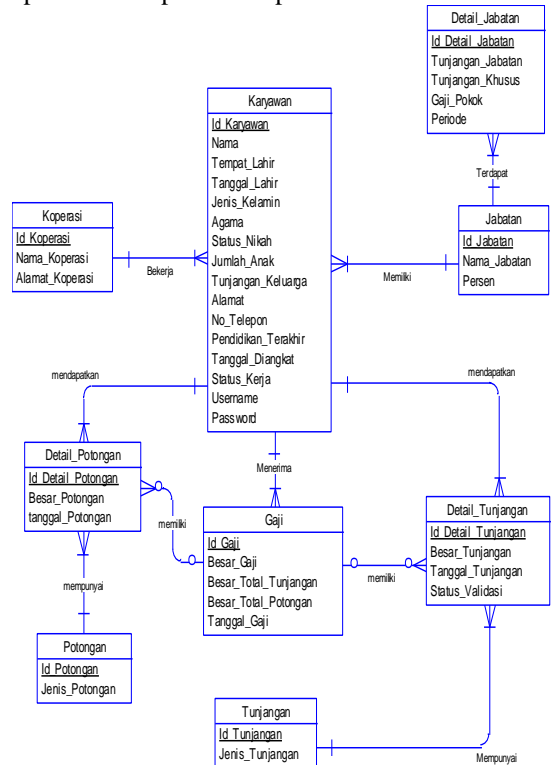 Detail_Jabatan
Id_Detail_Jabatan
Tunjangan_Jabatan
Tunjangan_Khusus
Gaji_Pokok
Periode
Terdapat
Karyawan
Id_Karyawan
Nama
Tempat_Lahir
Tanggal_Lahir
Jenis_Kelamin
Agama
Status_Nikah
Jumlah_Anak
Tunjangan_Keluarga
Alamat
No_Telepon
Pendidikan_Terakhir
Tanggal_Diangkat
Status_Kerja
Username
Password
Koperasi
Id_Koperasi
Nama_Koperasi
Alamat_Koperasi
Bekerja
Jabatan
Id_Jabatan
Nama_Jabatan
Persen
Memiliki
mendapatkan
mendapatkan
Detail_Potongan
Id_Detail_Potongan
Besar_Potongan
tanggal_Potongan
memiliki
Menerima
Gaji
Id_Gaji
Besar_Gaji
Besar_Total_Tunjangan
Besar_Total_Potongan
Tanggal_Gaji
memiliki
Detail_Tunjangan
Id_Detail_Tunjangan
Besar_Tunjangan
Tanggal_Tunjangan
Status_Validasi
mempunyai
Potongan
Id_Potongan
Jenis_Potongan
Tunjangan
Id_Tunjangan
Jenis_Tunjangan
Mempunyai